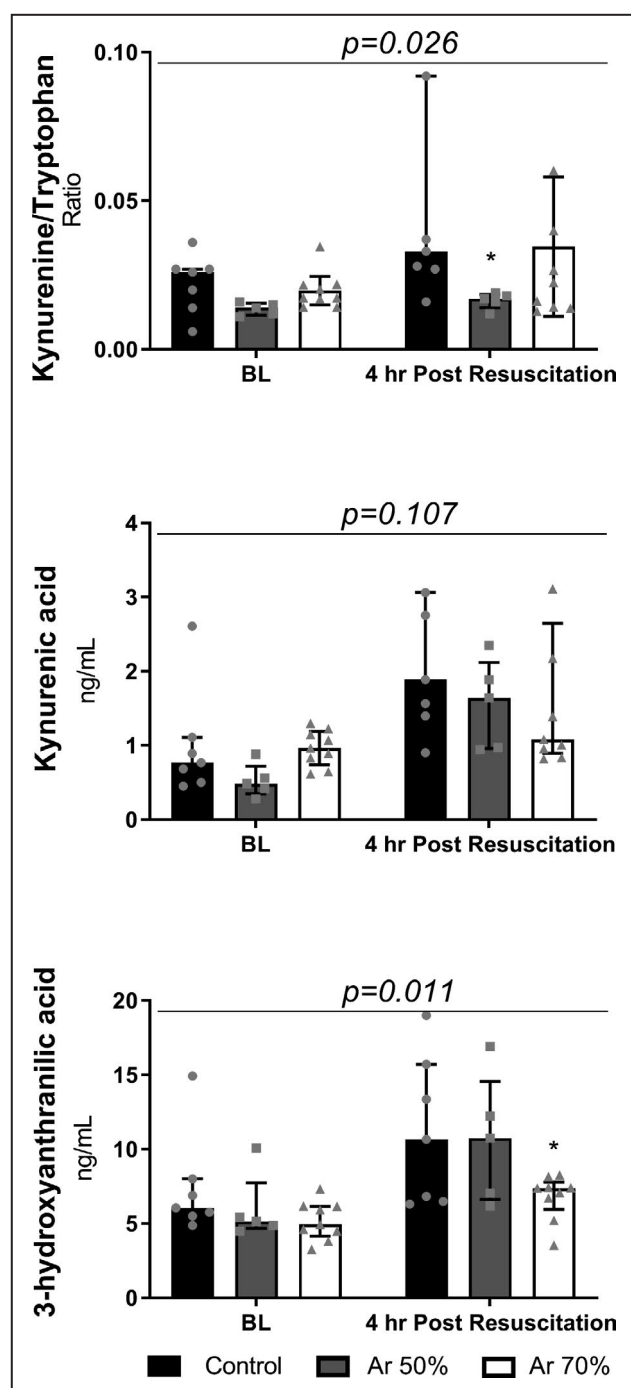 p=0.026
Kynurenine/Tryptophan
Ratio
0.10
0.05
0.00
*
BL
4 hr Post Resuscitation
p=0.107
Kynurenic acid
ng/mL
4
3
2
1
0
BL
4 hr Post Resuscitation
p=0.011
3-hydroxyanthranilic acid
ng/mL
20
15
10
5
0
*
BL
4 hr Post Resuscitation
Control
Ar 50%
Ar 70%